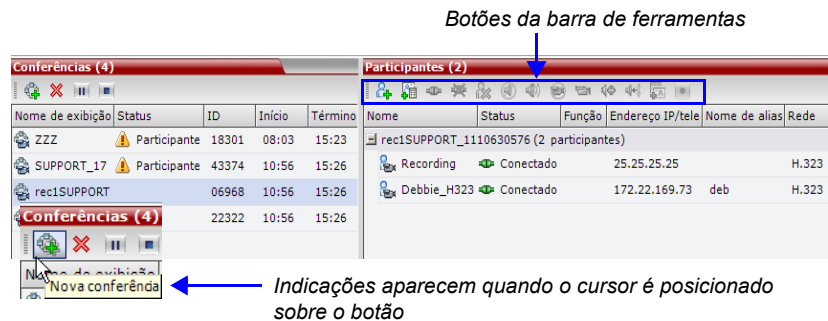 Botões da barra de ferramentas
Conferências (4)
Participantes (2)
Nome de exibição Status ID Início Término
Nome Status Função Endereço IP/tele Nome de alias Rede
ZZZ Participante 18301 08:03 15:23
rec1SUPPORT_1110630576 (2 participantes)
SUPPORT_17 Participante 43374 10:56 15:26
Recording Conectado 25.25.25.25 H.323
rec1SUPPORT 06968 10:56 15:26
Debbie_H323 Conectado 172.22.169.73 deb H.323
22322 10:56 15:26
Conferências (4)
Nova conferência
Indicações aparecem quando o cursor é posicionado
sobre o botão